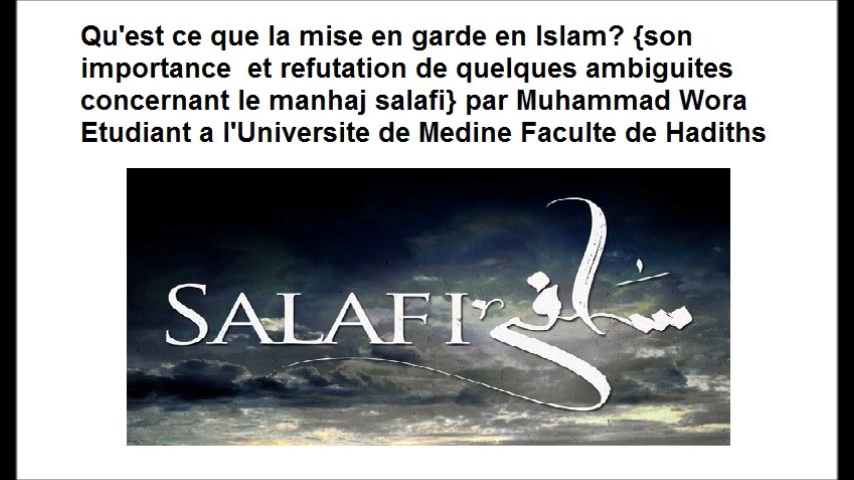 Qu'est ce que la mise en garde en Islam? {son
importance et refutation de quelques ambiguites
concernant le manhaj salafi} par Muhammad Wora
Etudiant a l'Universite de Medine Faculte de Hadiths
SALAFI سلفي